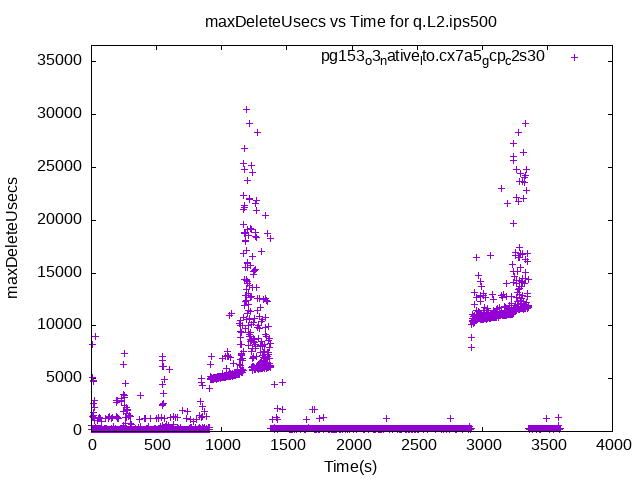 maxDeleteUsecs vs Time for q.L2.ips500
pg153o3native_lto.cx7a5gcpc2s30
35000
30000
25000
20000
15000
10000
5000
0
maxDeleteUsecs
0 500 1000 1500 2000 2500 3000 3500 4000
Time(s)